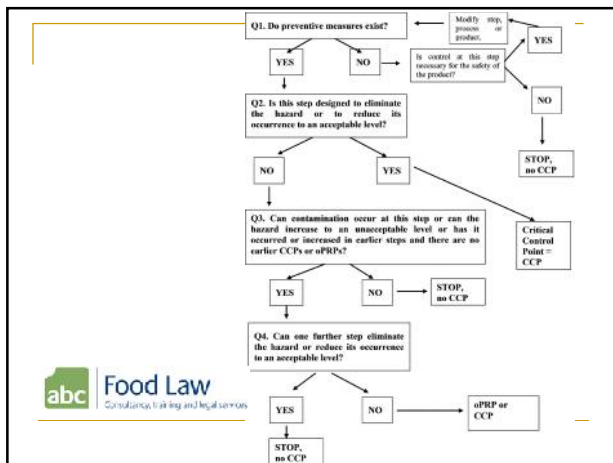 Q1. Do preventive measures exist?
Modify step,
process or
product.
YES
YES
NO
Is control at this step
necessary for the safety of
the product?
NO
STOP,
no CCP
Q2. Is this step designed to eliminate
the hazard or to reduce its
occurrence to an acceptable level?
NO
YES
Critical
Control
Point =
CCP
Q3. Can contamination occur at this step or can the
hazard increase to an unacceptable level or has it
occurred or increased in earlier steps and there are no
earlier CCPs or oPRPs?
YES
NO
STOP,
no CCP
Q4. Can one further step eliminate
the hazard or reduce its occurrence
to an acceptable level?
YES
NO
oPRP or
CCP
STOP,
no CCP
abc
Food Law
Consultancy, training and legal services